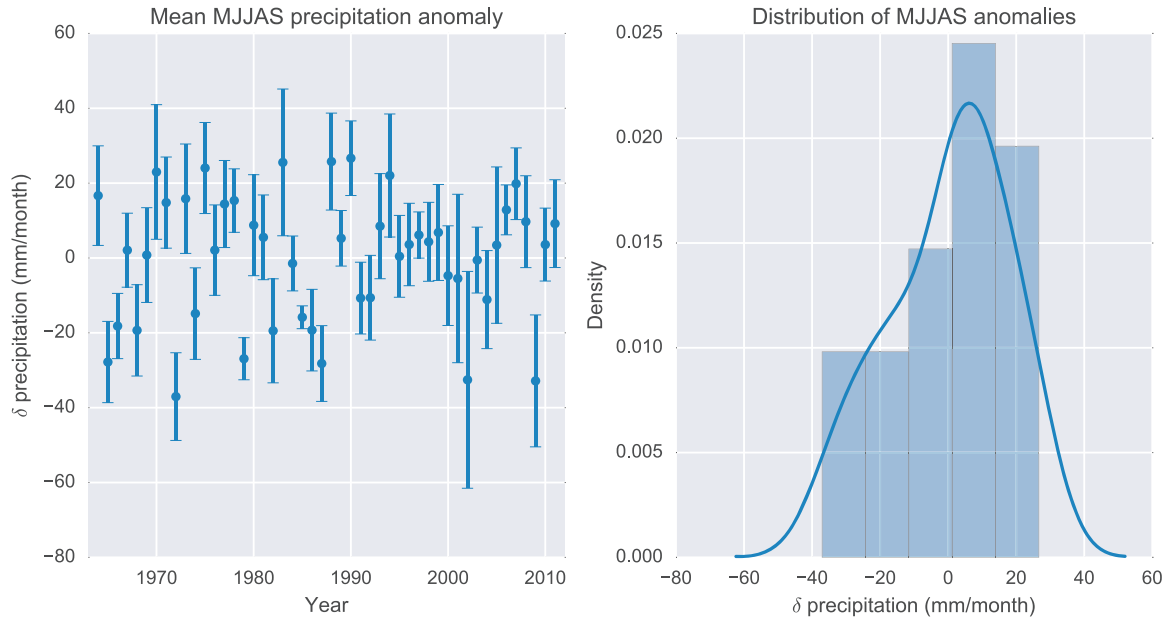 Mean MJJAS precipitation anomaly
60
40
20
0
−20
−40
−60
−80
δ precipitation (mm/month)
1970 1980 1990 2000 2010
Year
Distribution of MJJAS anomalies
0.025
0.020
0.015
0.010
0.005
0.000
Density
−80 −60 −40 −20 0 20 40 60
δ precipitation (mm/month)